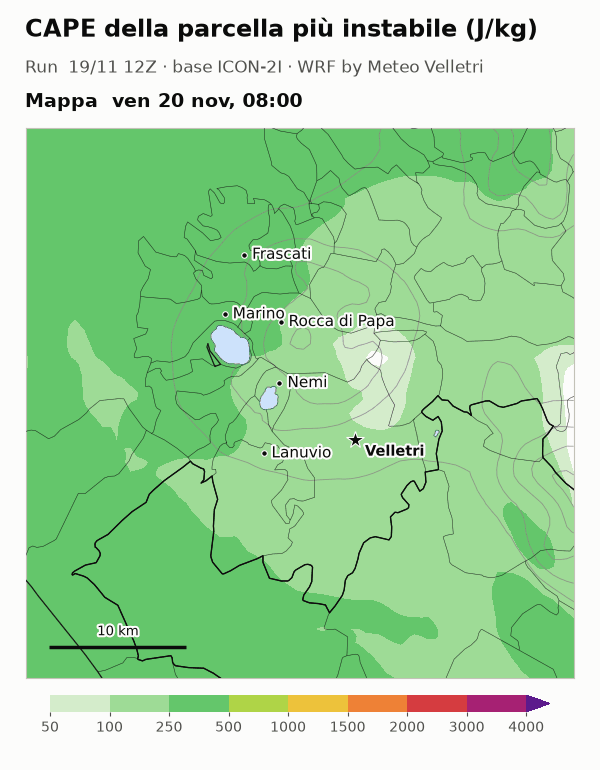 CAPE della parcella più instabile (J/kg)
Run  19/11 12Z · base ICON-2I · WRF by Meteo Velletri
Mappa  ven 20 nov, 08:00
Frascati
Marino
Rocca di Papa
Nemi
Velletri
Lanuvio
10 km
50 100 250 500 1000 1500 2000 3000 4000